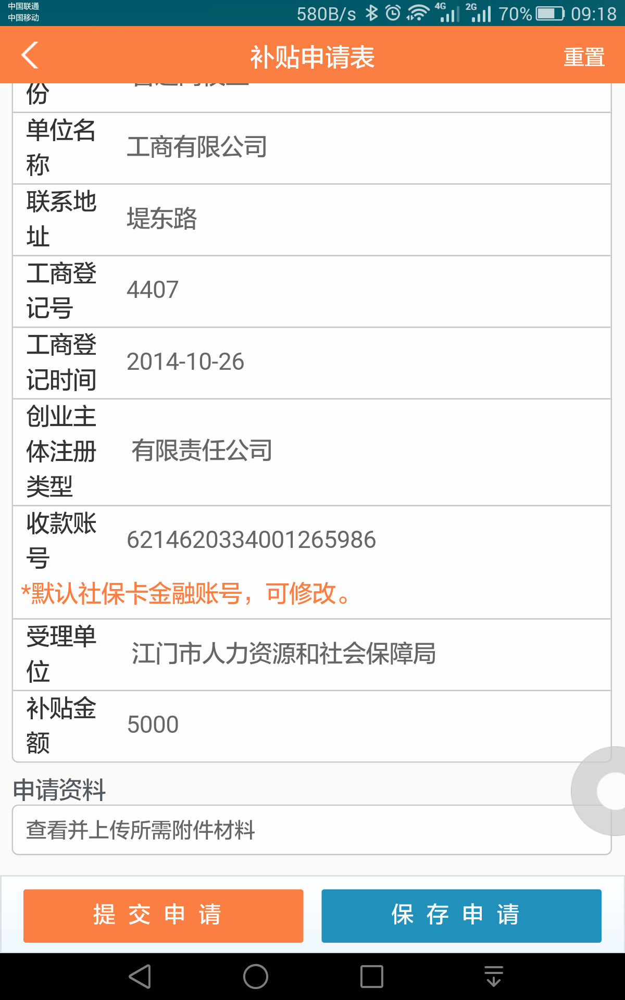 中国联通
中国移动
580B/s 4G 2G 70% 09:18
补贴申请表
重置
份
单位名
称
工商有限公司
联系地
址
堤东路
工商登
记号
4407
工商登
记时间
2014-10-26
创业主
体注册
类型
有限责任公司
收款账
号
6214620334001265986
*默认社保卡金融账号，可修改。
受理单
位
江门市人力资源和社会保障局
补贴金
额
5000
申请资料
查看并上传所需附件材料
提交申请
保存申请